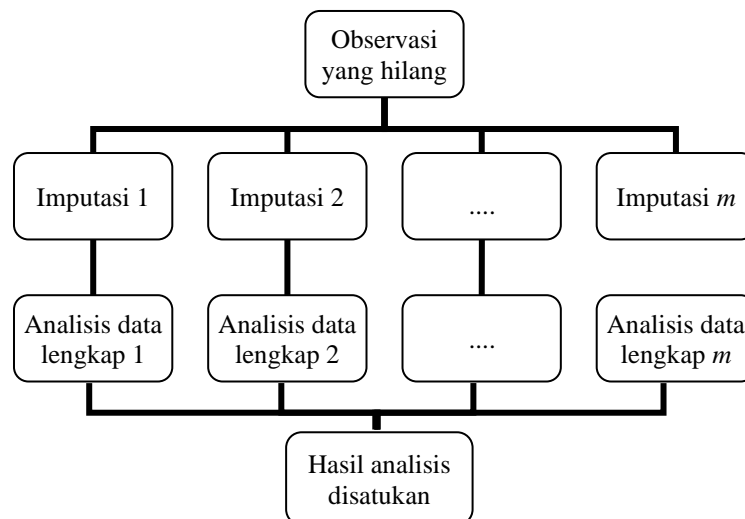 Observasi
yang hilang
Imputasi 1
Imputasi 2
....
Imputasi m
Analisis data
lengkap 1
Analisis data
lengkap 2
....
Analisis data
lengkap m
Hasil analisis
disatukan